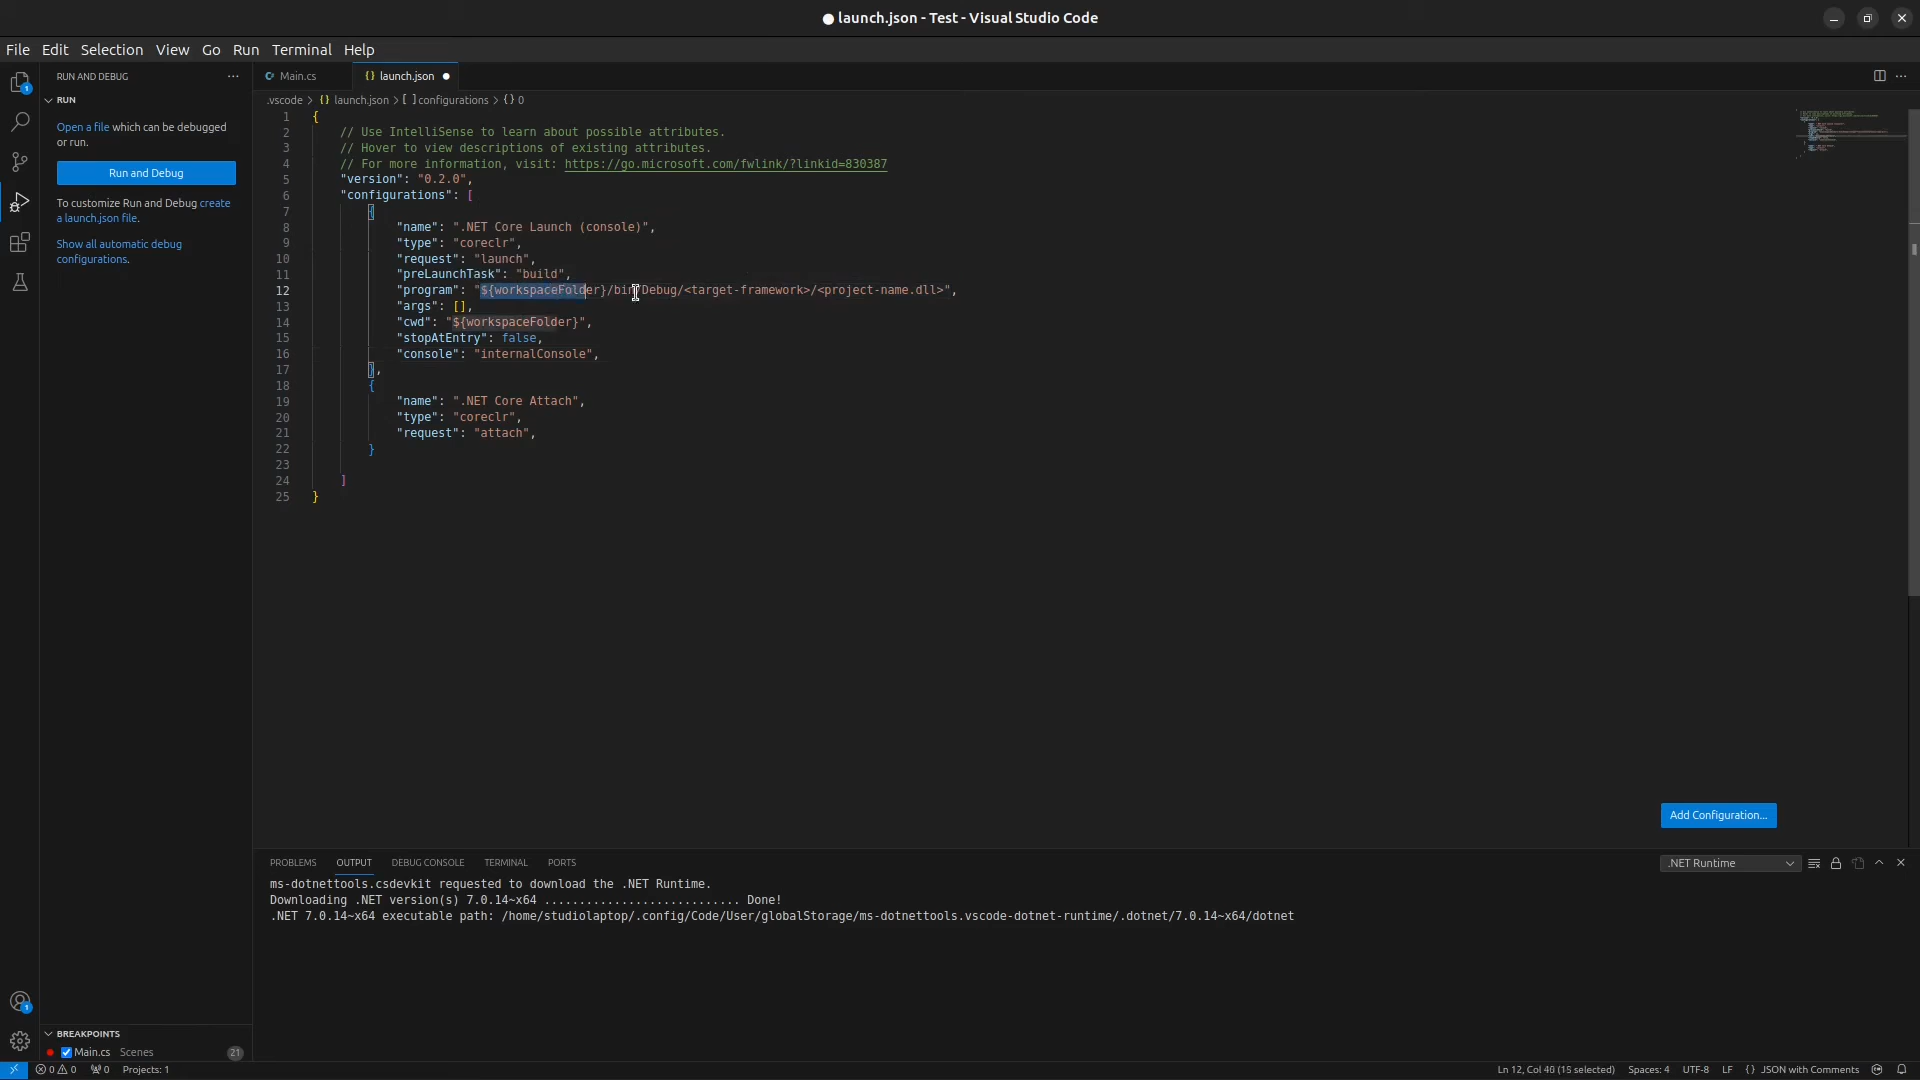 ● launch.json - Test - Visual Studio Code
File Edit Selection View Go Run Terminal Help
RUN AND DEBUG
RUN
Open a file which can be debugged
or run.
Run and Debug
To customize Run and Debug create
a launch.json file.
Show all automatic debug
configurations.
BREAKPOINTS
Main.cs Scenes 21
Main.cs
{} launch.json ●
.vscode > {} launch.json > [ ] configurations > {} 0
1 {
2 // Use IntelliSense to learn about possible attributes.
3 // Hover to view descriptions of existing attributes.
4 // For more information, visit: https://go.microsoft.com/fwlink/?linkid=830387
5 "version": "0.2.0",
6 "configurations": [
7 {
8 "name": ".NET Core Launch (console)",
9 "type": "coreclr",
10 "request": "launch",
11 "preLaunchTask": "build",
12 "program": "${workspaceFolder}/bin/Debug/<target-framework>/<project-name.dll>",
13 "args": [],
14 "cwd": "${workspaceFolder}",
15 "stopAtEntry": false,
16 "console": "internalConsole",
17 },
18 {
19 "name": ".NET Core Attach",
20 "type": "coreclr",
21 "request": "attach",
22 }
23
24 ]
25 }
Add Configuration...
PROBLEMS OUTPUT DEBUG CONSOLE TERMINAL PORTS
.NET Runtime
ms-dotnettools.csdevkit requested to download the .NET Runtime.
Downloading .NET version(s) 7.0.14~x64 ............................ Done!
.NET 7.0.14~x64 executable path: /home/studiolaptop/.config/Code/User/globalStorage/ms-dotnettools.vscode-dotnet-runtime/.dotnet/7.0.14~x64/dotnet
0 0 0 Projects: 1
Ln 12, Col 40 (15 selected) Spaces: 4 UTF-8 LF {} JSON with Comments